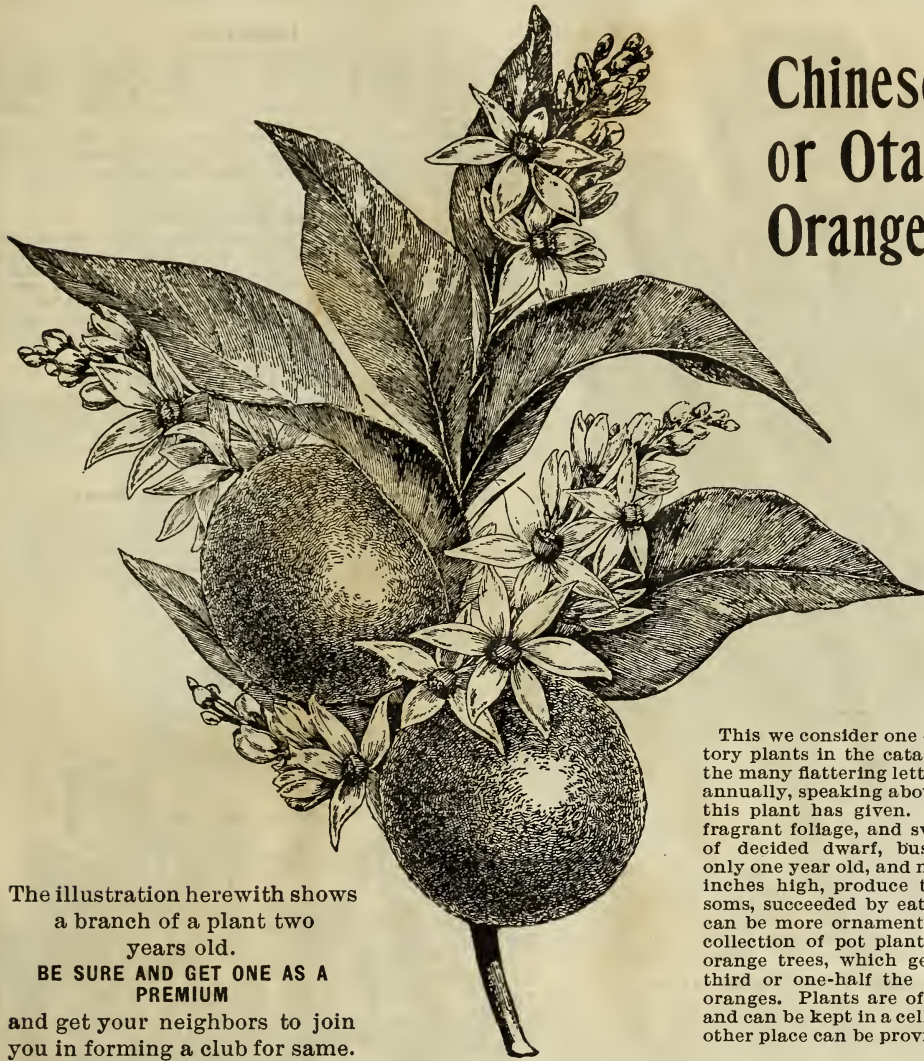 Chines
or Ota
Orange
This we consider one
tory plants in the cata
the many flattering lett
annually, speaking abo
this plant has given.
fragrant foliage, and sw
of decided dwarf, bus
only one year old, and
inches high, produce
soms, succeeded by eat
can be more ornament
collection of pot plant
orange trees, which ge
third or one-half the
oranges. Plants are of
and can be kept in a cel
other place can be provi
The illustration herewith shows
a branch of a plant two
years old.
BE SURE AND GET ONE AS A
PREMIUM
and get your neighbors to join
you in forming a club for same.